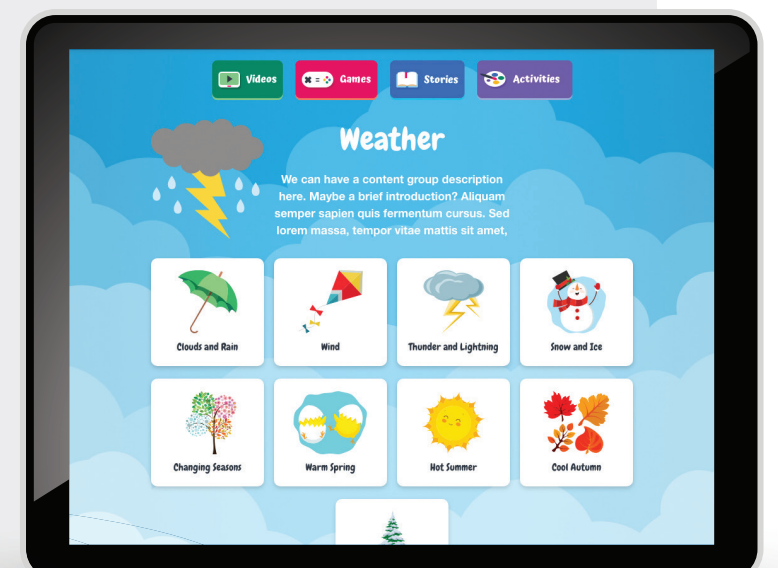 Videos
Games
Stories
Activities
Weather
We can have a content group description
here. Maybe a brief introduction? Aliquam
semper sapien quis fermentum cursus. Sed
lorem massa, tempor vitae mattis sit amet,
Clouds and Rain
Wind
Thunder and Lightning
Snow and Ice
Changing Seasons
Warm Spring
Hot Summer
Cool Autumn